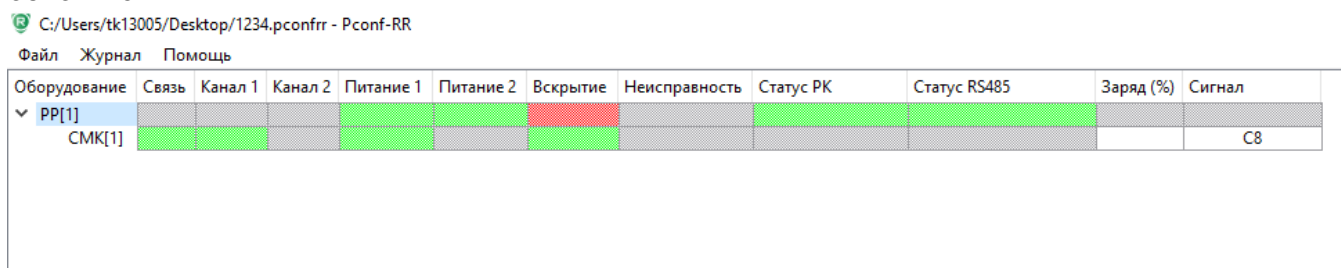 C:/Users/tk13005/Desktop/1234.pconfrr - Pconf-RR
Файл Журнал Помощь
Оборудование Связь Канал 1 Канал 2 Питание 1 Питание 2 Вскрытие Неисправность Статус РК Статус RS485 Заряд (%) Сигнал
РР[1]
СМК[1] C8